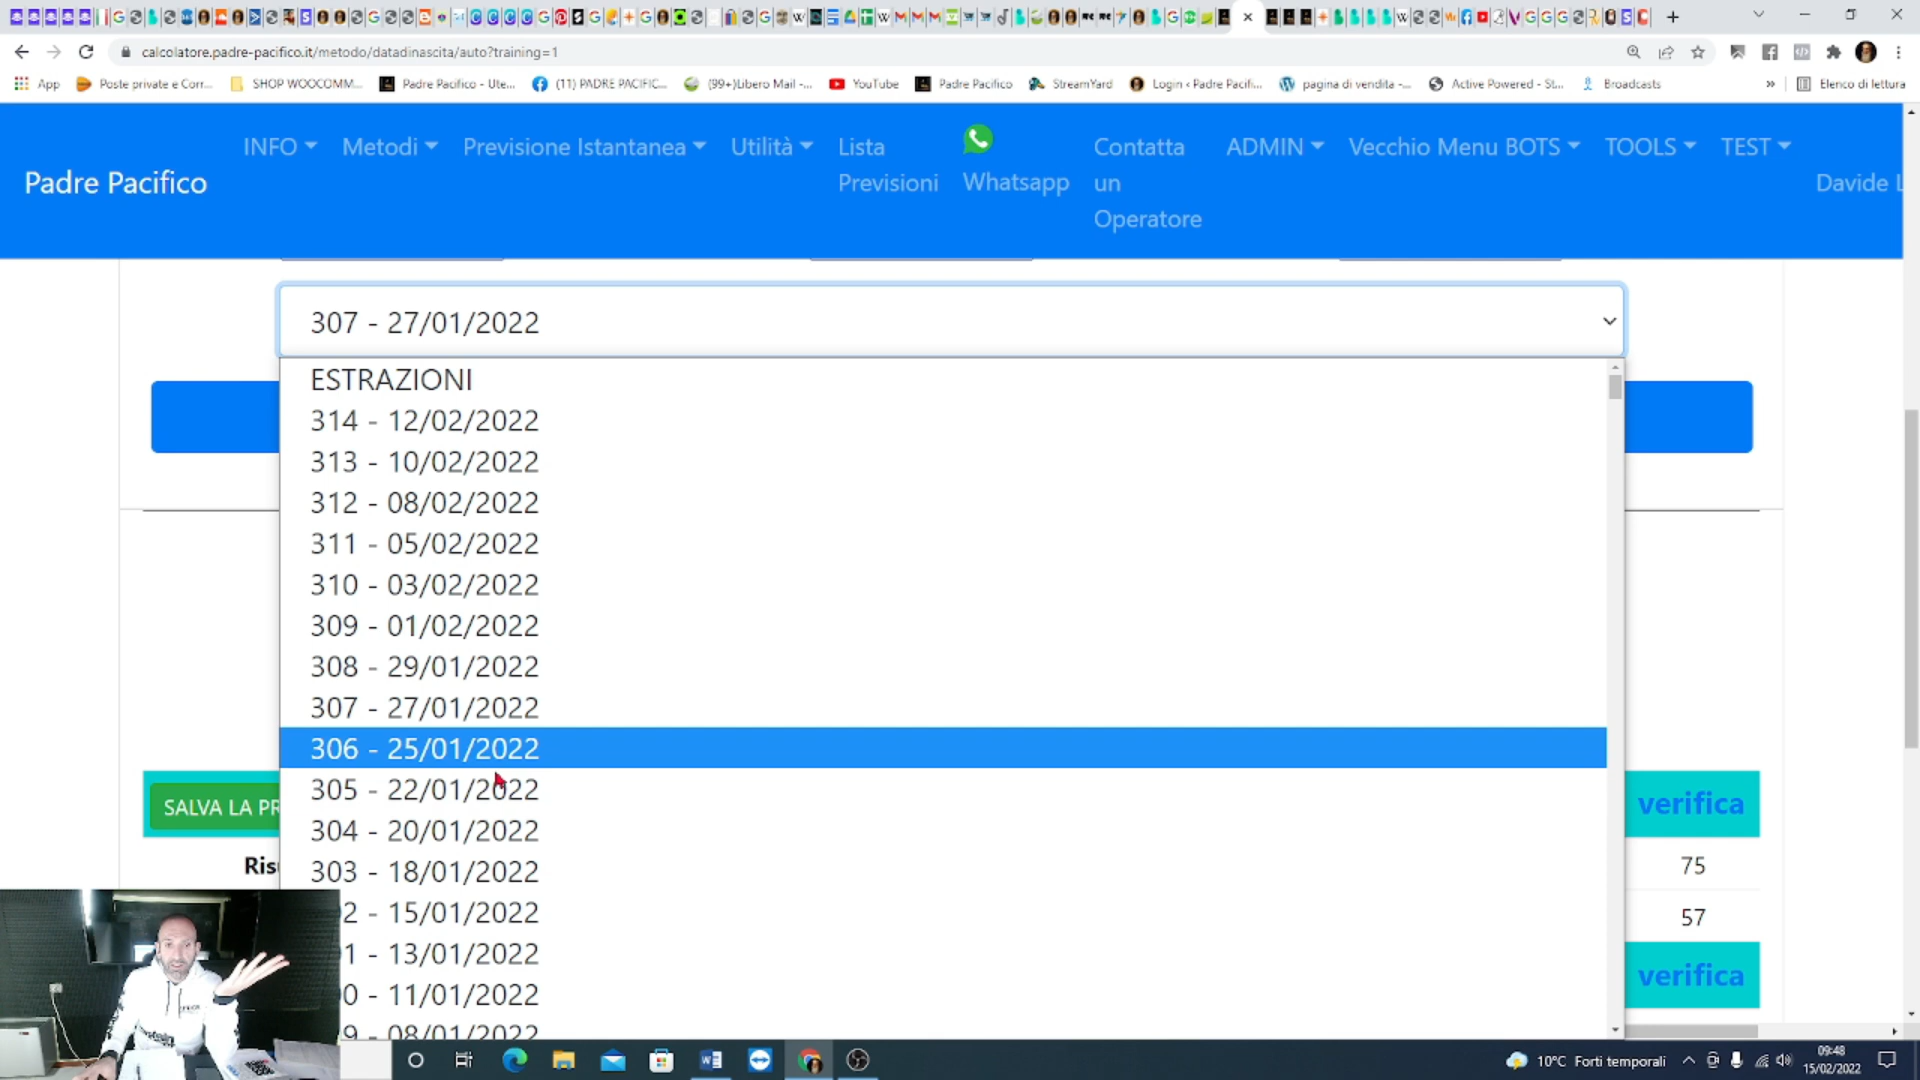 calcolatore.padre-pacifico.it/metodo/datadinascita/auto?training=1
App
Poste private e Corr...
SHOP WOOCOMM...
Padre Pacifico - Ute...
(11) PADRE PACIFIC...
(99+)Libero Mail -...
YouTube
Padre Pacifico
StreamYard
Login ‹ Padre Pacifi...
pagina di vendita -...
Active Powered - St...
Broadcasts
»
Elenco di lettura
Padre Pacifico
INFO
Metodi
Previsione Istantanea
Utilità
Lista
Previsioni
Whatsapp
Contatta
un
Operatore
ADMIN
Vecchio Menu BOTS
TOOLS
TEST
Davide L
307 - 27/01/2022
ESTRAZIONI
314 - 12/02/2022
313 - 10/02/2022
312 - 08/02/2022
311 - 05/02/2022
310 - 03/02/2022
309 - 01/02/2022
308 - 29/01/2022
307 - 27/01/2022
306 - 25/01/2022
305 - 22/01/2022
304 - 20/01/2022
303 - 18/01/2022
2 - 15/01/2022
1 - 13/01/2022
0 - 11/01/2022
9 - 08/01/2022
SALVA LA PR
verifica
Risu
75
57
verifica
10°C Forti temporali
09:48
15/02/2022